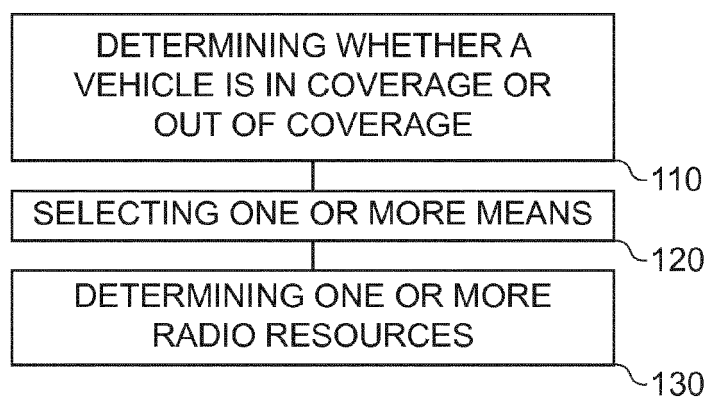 DETERMINING WHETHER A
VEHICLE IS IN COVERAGE OR
OUT OF COVERAGE
110
SELECTING ONE OR MORE MEANS
120
DETERMINING ONE OR MORE
RADIO RESOURCES
130